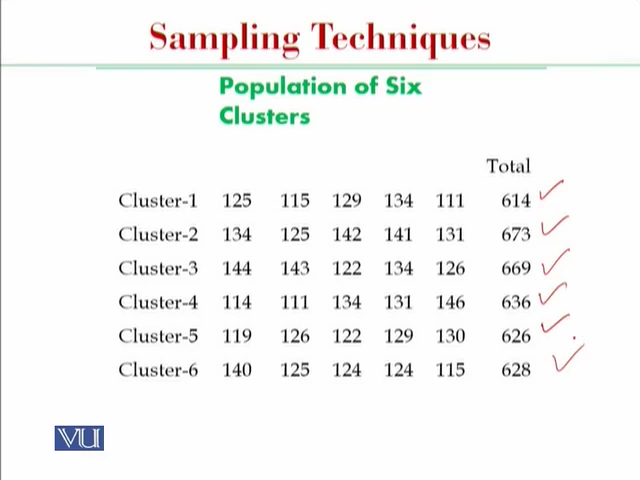 Sampling Techniques
Population of Six
Clusters
Total
Cluster-1 125 115 129 134 111 614
Cluster-2 134 125 142 141 131 673
Cluster-3 144 143 122 134 126 669
Cluster-4 114 111 134 131 146 636
Cluster-5 119 126 122 129 130 626
Cluster-6 140 125 124 124 115 628
VU